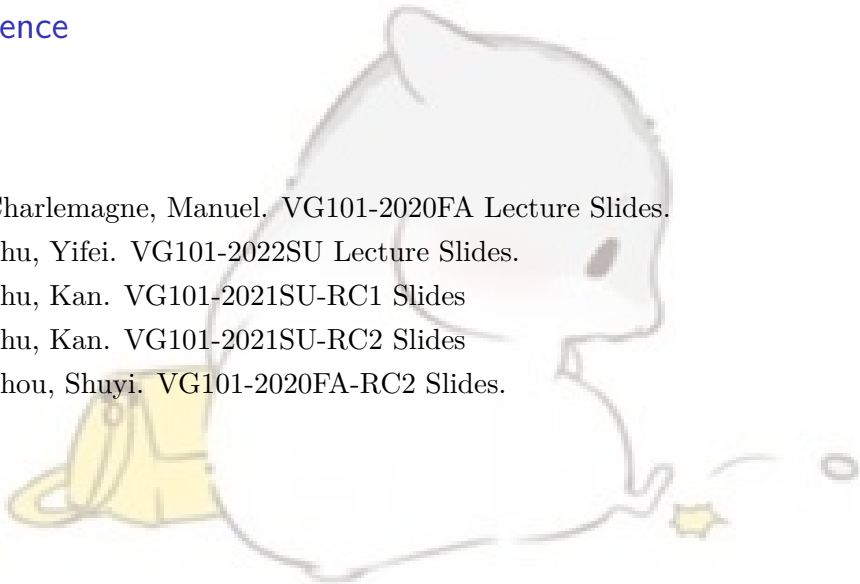 ence
Charlemagne, Manuel. VG101-2020FA Lecture Slides.
hu, Yifei. VG101-2022SU Lecture Slides.
hu, Kan. VG101-2021SU-RC1 Slides
hu, Kan. VG101-2021SU-RC2 Slides
hou, Shuyi. VG101-2020FA-RC2 Slides.